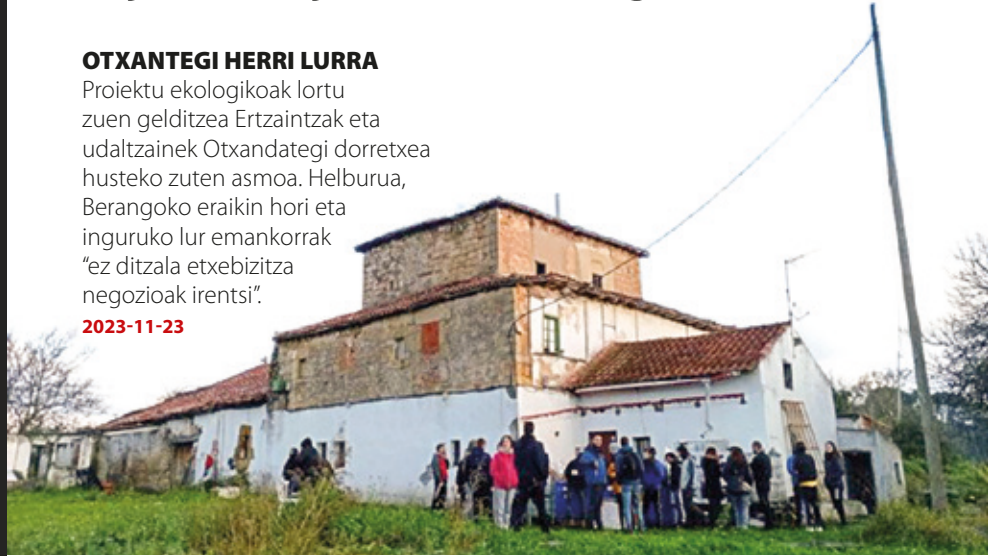 OTXANTEGI HERRI LURRA
Proiektu ekologikoak lortu
zuen gelditzea Ertzaintzak eta
udaltzainek Otxandategi dorretxea
husteko zuten asmoa. Helburua,
Berangoko eraikin hori eta
inguruko lur emankorrak
“ez ditzala etxebizitza
negozioak irentsi”.
2023-11-23